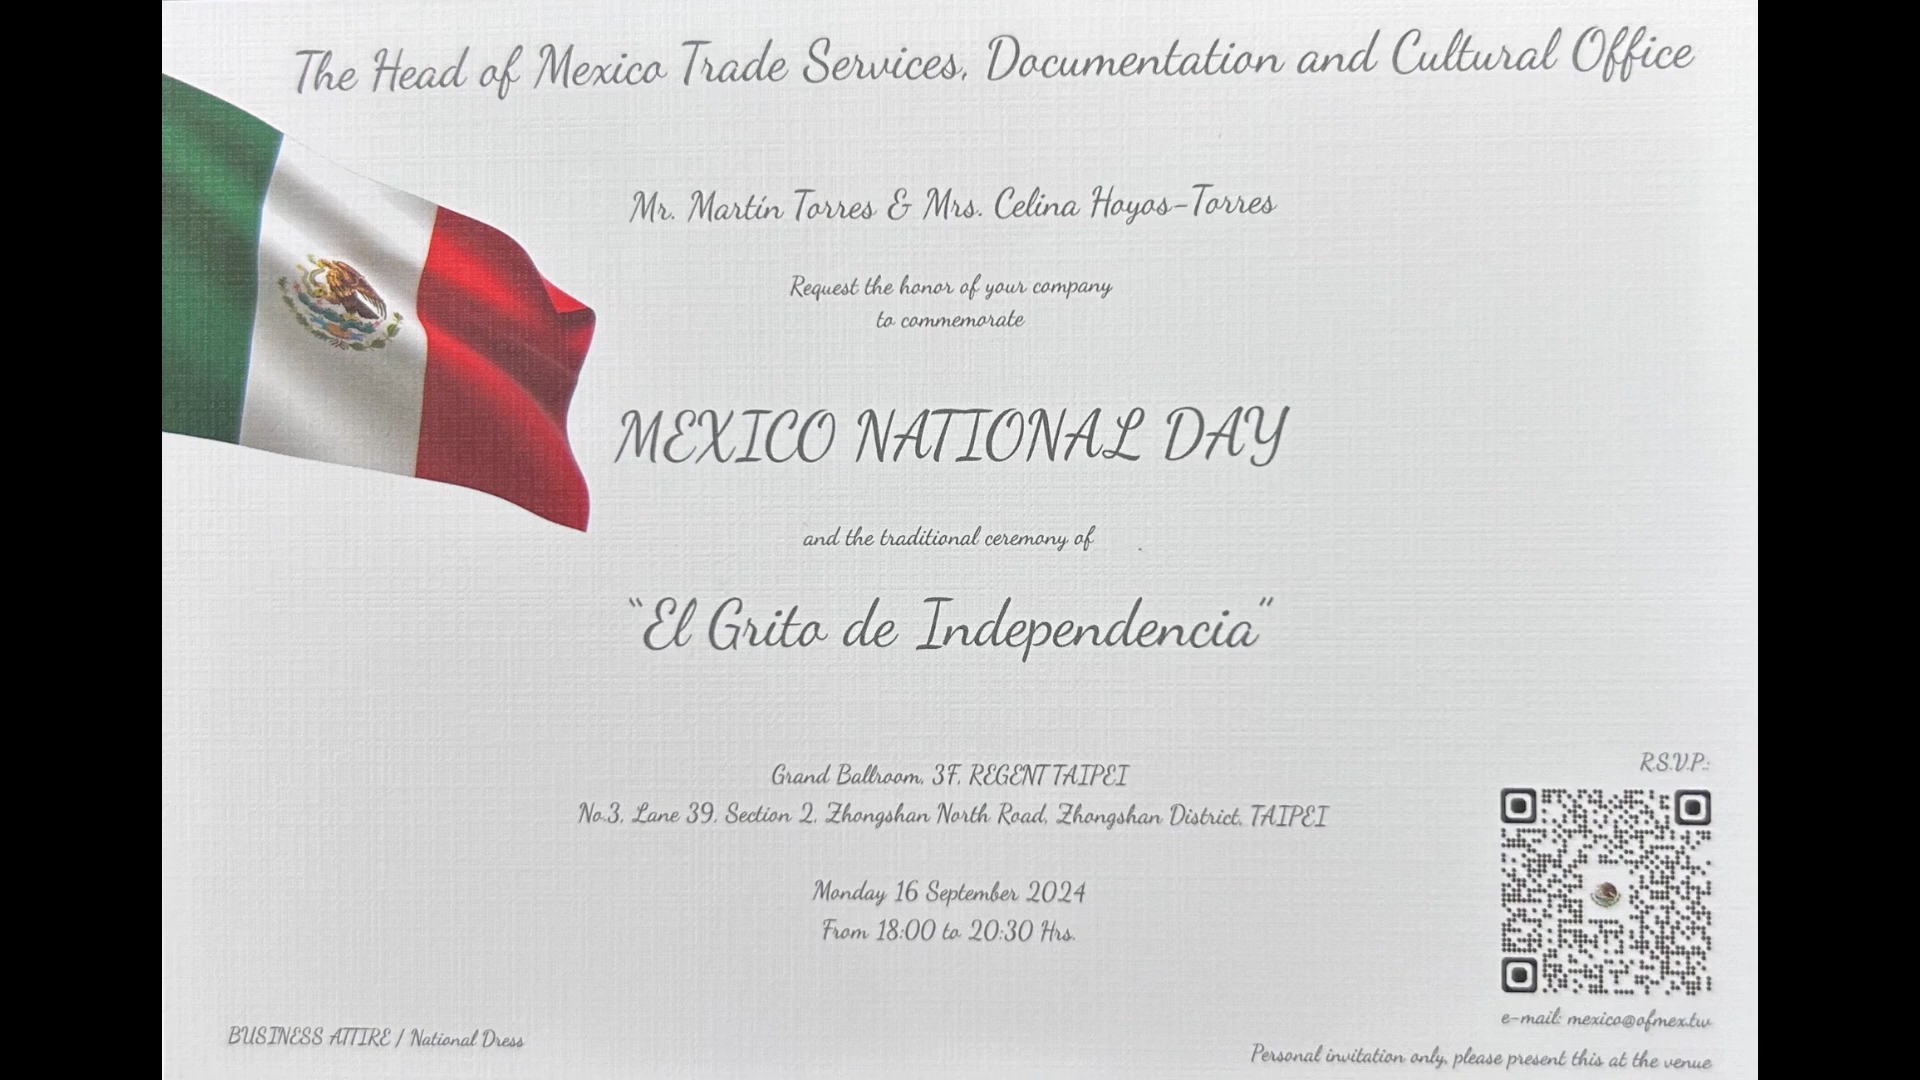 The Head of Mexico Trade Services, Documentation and Cultural Office
Mr. Martín Torres & Mrs. Celina Hoyos-Torres
Request the honor of your company
to commemorate
MEXICO NATIONAL DAY
and the traditional ceremony of
“El Grito de Independencia”
Grand Ballroom, 3F, REGENT TAIPEI
No.3, Lane 39, Section 2, Zhongshan North Road, Zhongshan District, TAIPEI
Monday 16 September 2024
From 18:00 to 20:30 Hrs.
R.S.V.P.:
e-mail: mexico@ofmex.tw
BUSINESS ATTIRE / National Dress
Personal invitation only, please present this at the venue